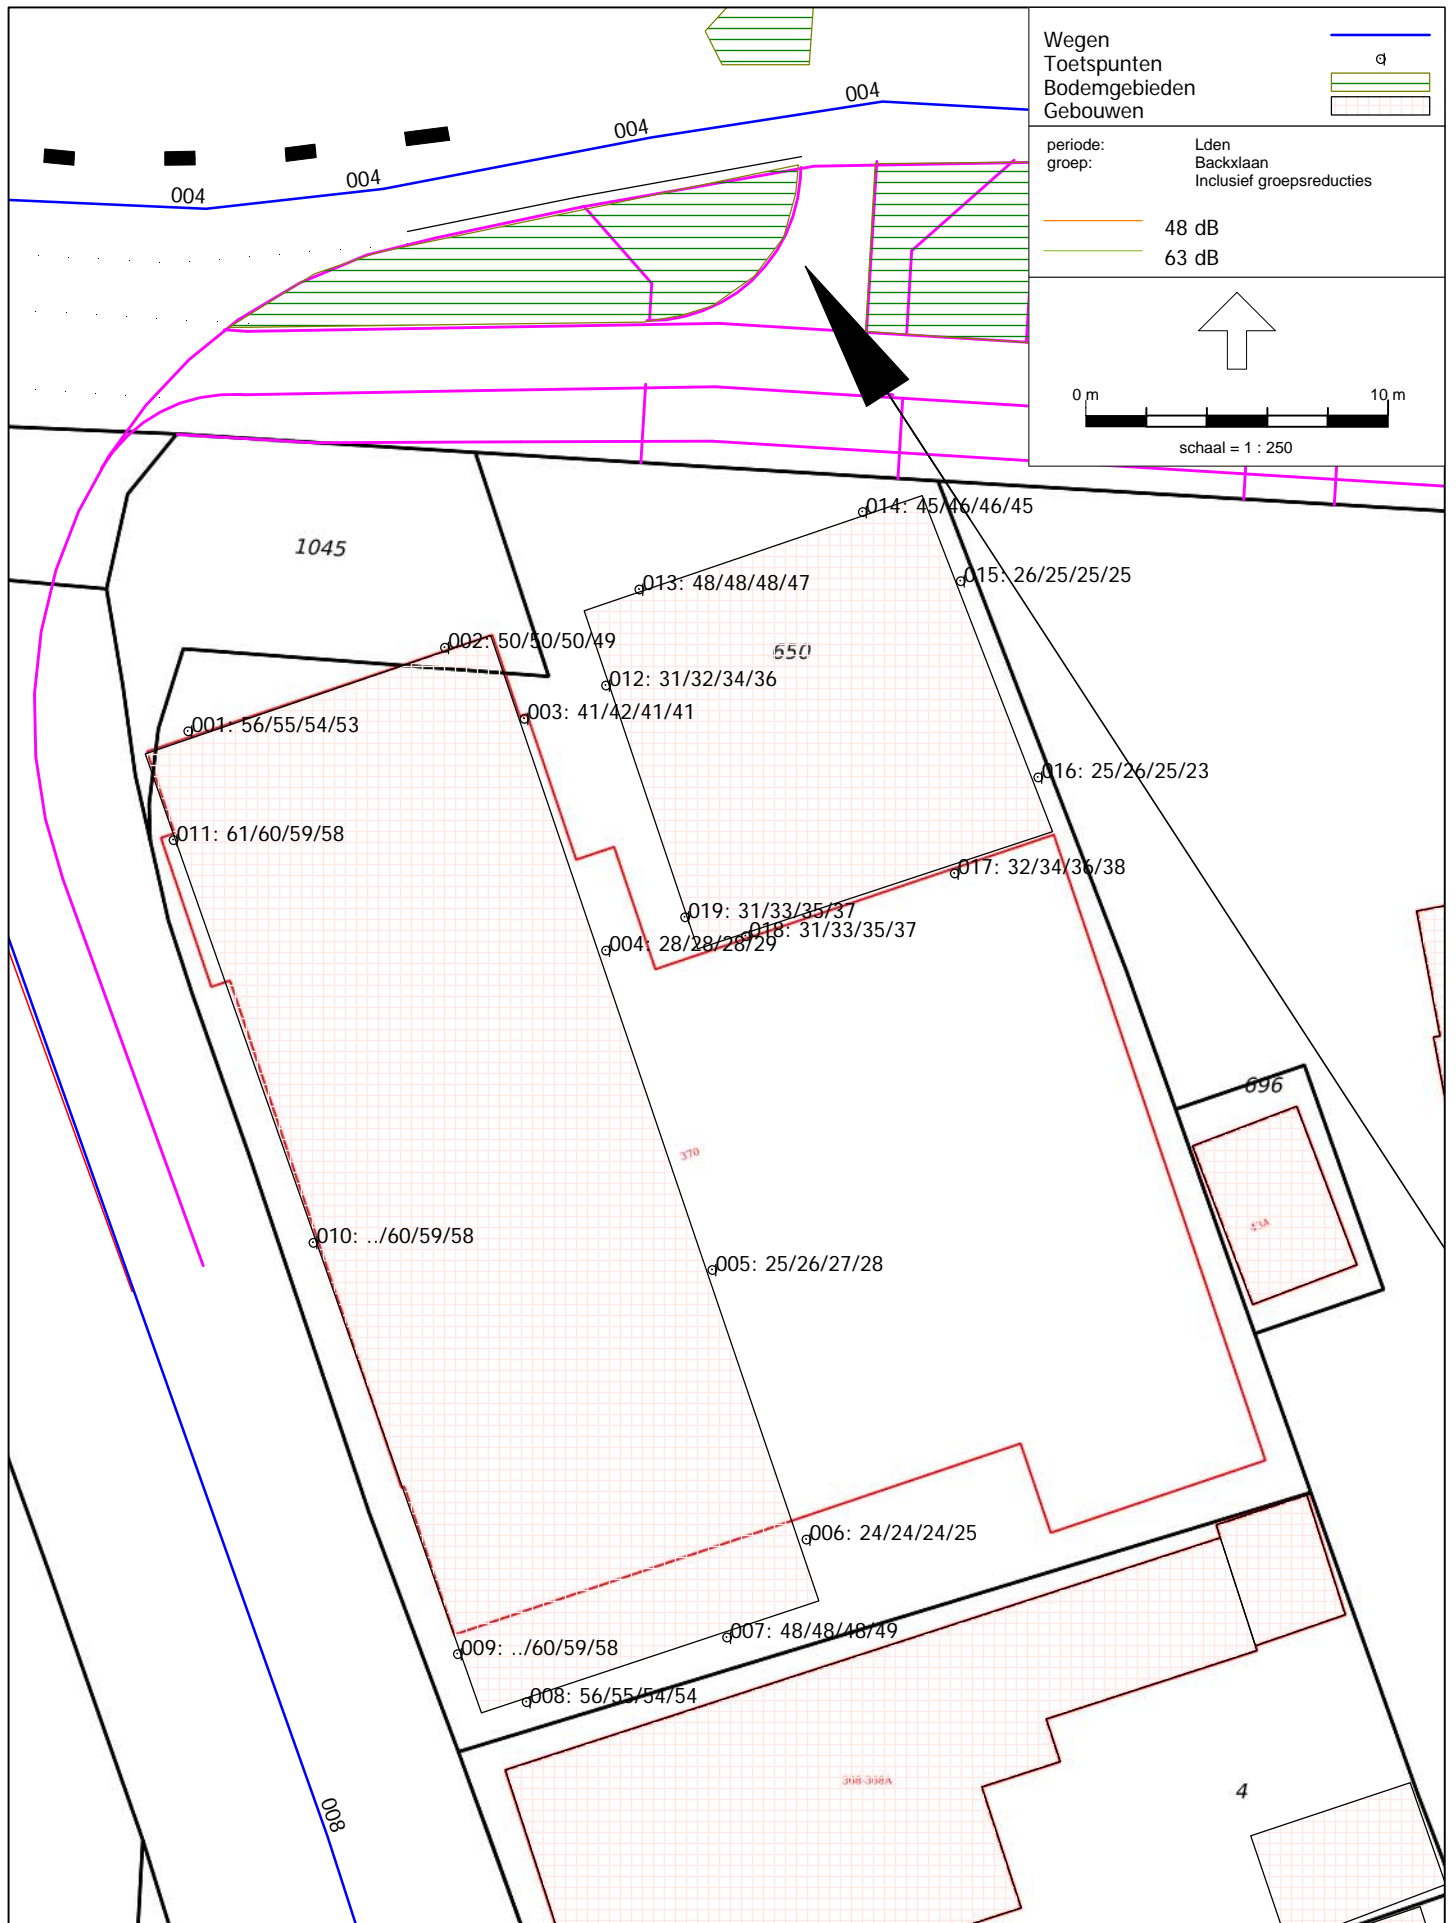 Wegen
Toetspunten
Bodemgebieden
Gebouwen
periode: Lden
groep: Backxlaan
Inclusief groepsreducties
48 dB
63 dB
0 m 10 m
schaal = 1 : 250
004
004
004
004
014: 45/46/46/45
1045
015: 26/25/25/25
013: 48/48/48/47
002: 50/50/50/49
650
012: 31/32/34/36
003: 41/42/41/41
001: 56/55/54/53
016: 25/26/25/23
011: 61/60/59/58
017: 32/34/36/38
019: 31/33/35/37
018: 31/33/35/37
004: 28/28/28/29
696
370
010: ../60/59/58
005: 25/26/27/28
006: 24/24/24/25
007: 48/48/48/49
009: ../60/59/58
008: 56/55/54/54
308-308A
4
008